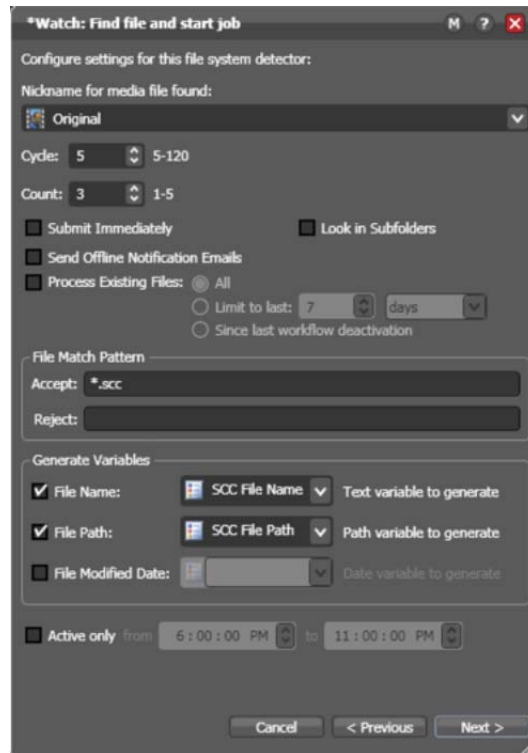 *Watch: Find file and start job M ? X
Configure settings for this file system detector:
Nickname for media file found:
Original
Cycle: 5 5-120
Count: 3 1-5
Submit Immediately Look in Subfolders
Send Offline Notification Emails
Process Existing Files: All
Limit to last: 7 days
Since last workflow deactivation
File Match Pattern
Accept: *.scc
Reject:
Generate Variables
File Name: SCC File Name Text variable to generate
File Path: SCC File Path Path variable to generate
File Modified Date: Date variable to generate
Active only from 6:00:00 PM to 11:00:00 PM
Cancel < Previous Next >